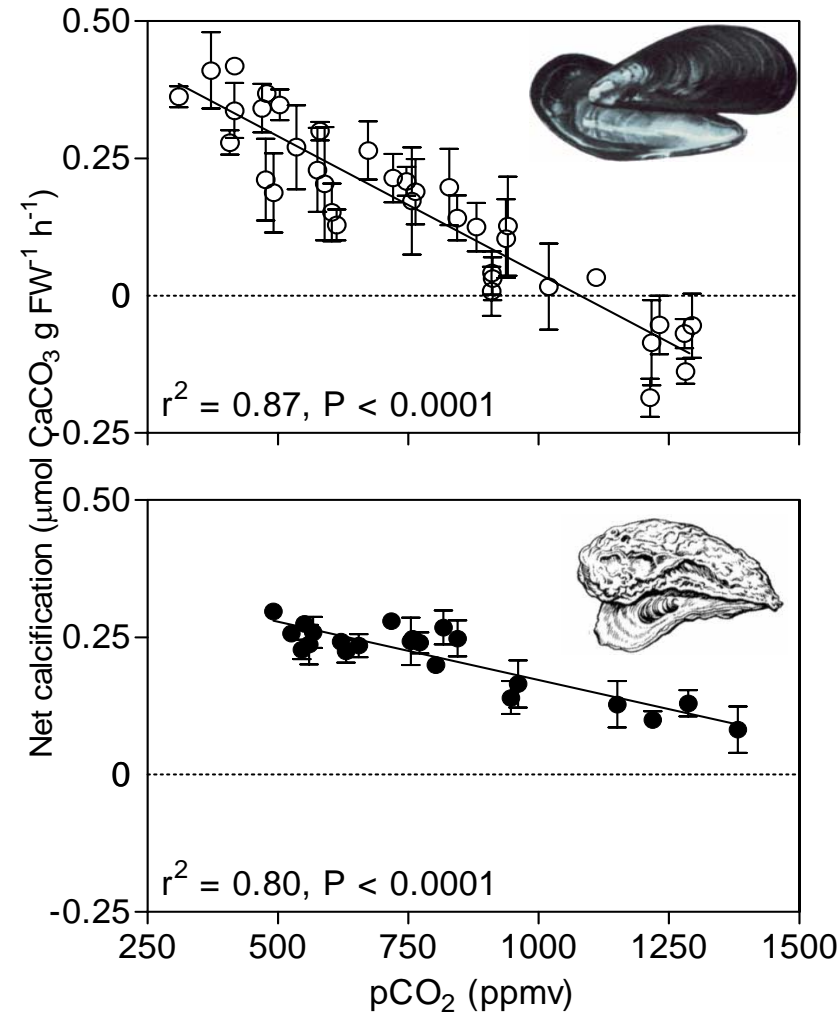 0.50
0.25
0
-0.25
r² = 0.87, P < 0.0001
Net calcification (μmol CaCO₃ g FW⁻¹ h⁻¹)
0.50
0.25
0
-0.25
r² = 0.80, P < 0.0001
250 500 750 1000 1250 1500
pCO₂ (ppmv)